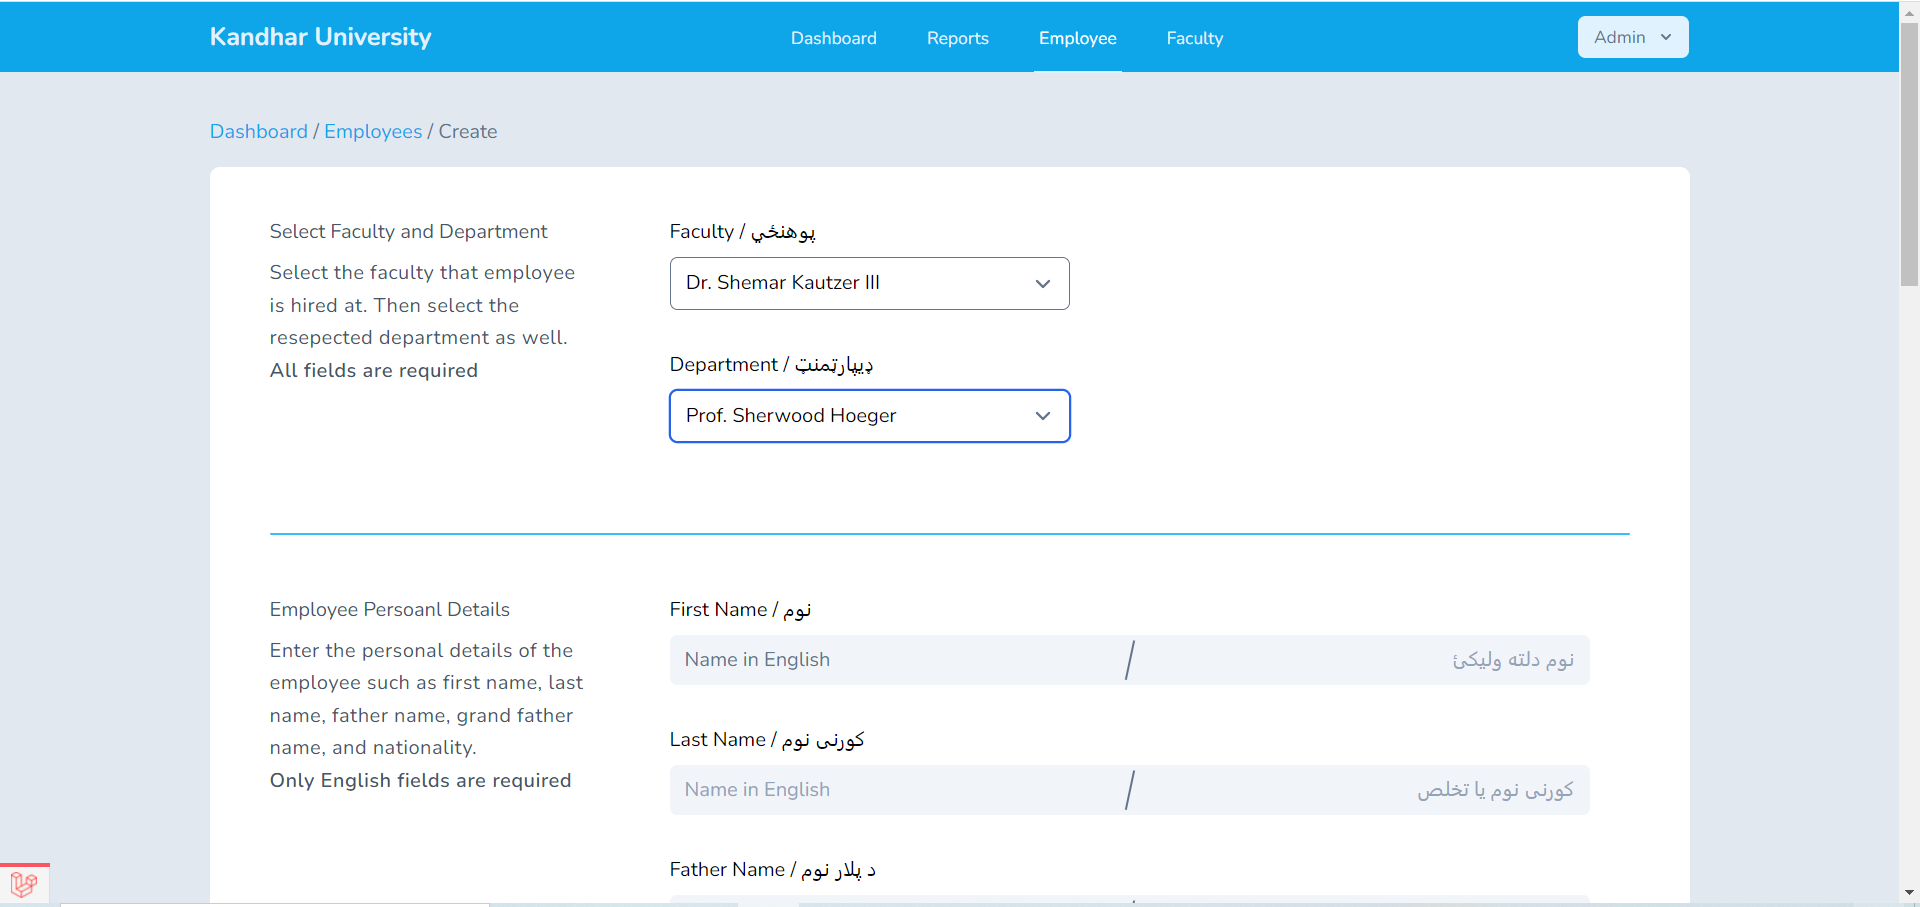 Kandhar University
Dashboard
Reports
Employee
Faculty
Admin
Dashboard / Employees / Create
Select Faculty and Department
Select the faculty that employee
is hired at. Then select the
resepected department as well.
All fields are required
Faculty / پوهنځي
Dr. Shemar Kautzer III
Department / ډیپارټمنټ
Prof. Sherwood Hoeger
Employee Persoanl Details
Enter the personal details of the
employee such as first name, last
name, father name, grand father
name, and nationality.
Only English fields are required
First Name / نوم
Name in English / نوم دلته ولیکئ
Last Name / کورنی نوم
Name in English / کورنی نوم یا تخلص
Father Name / د پلار نوم